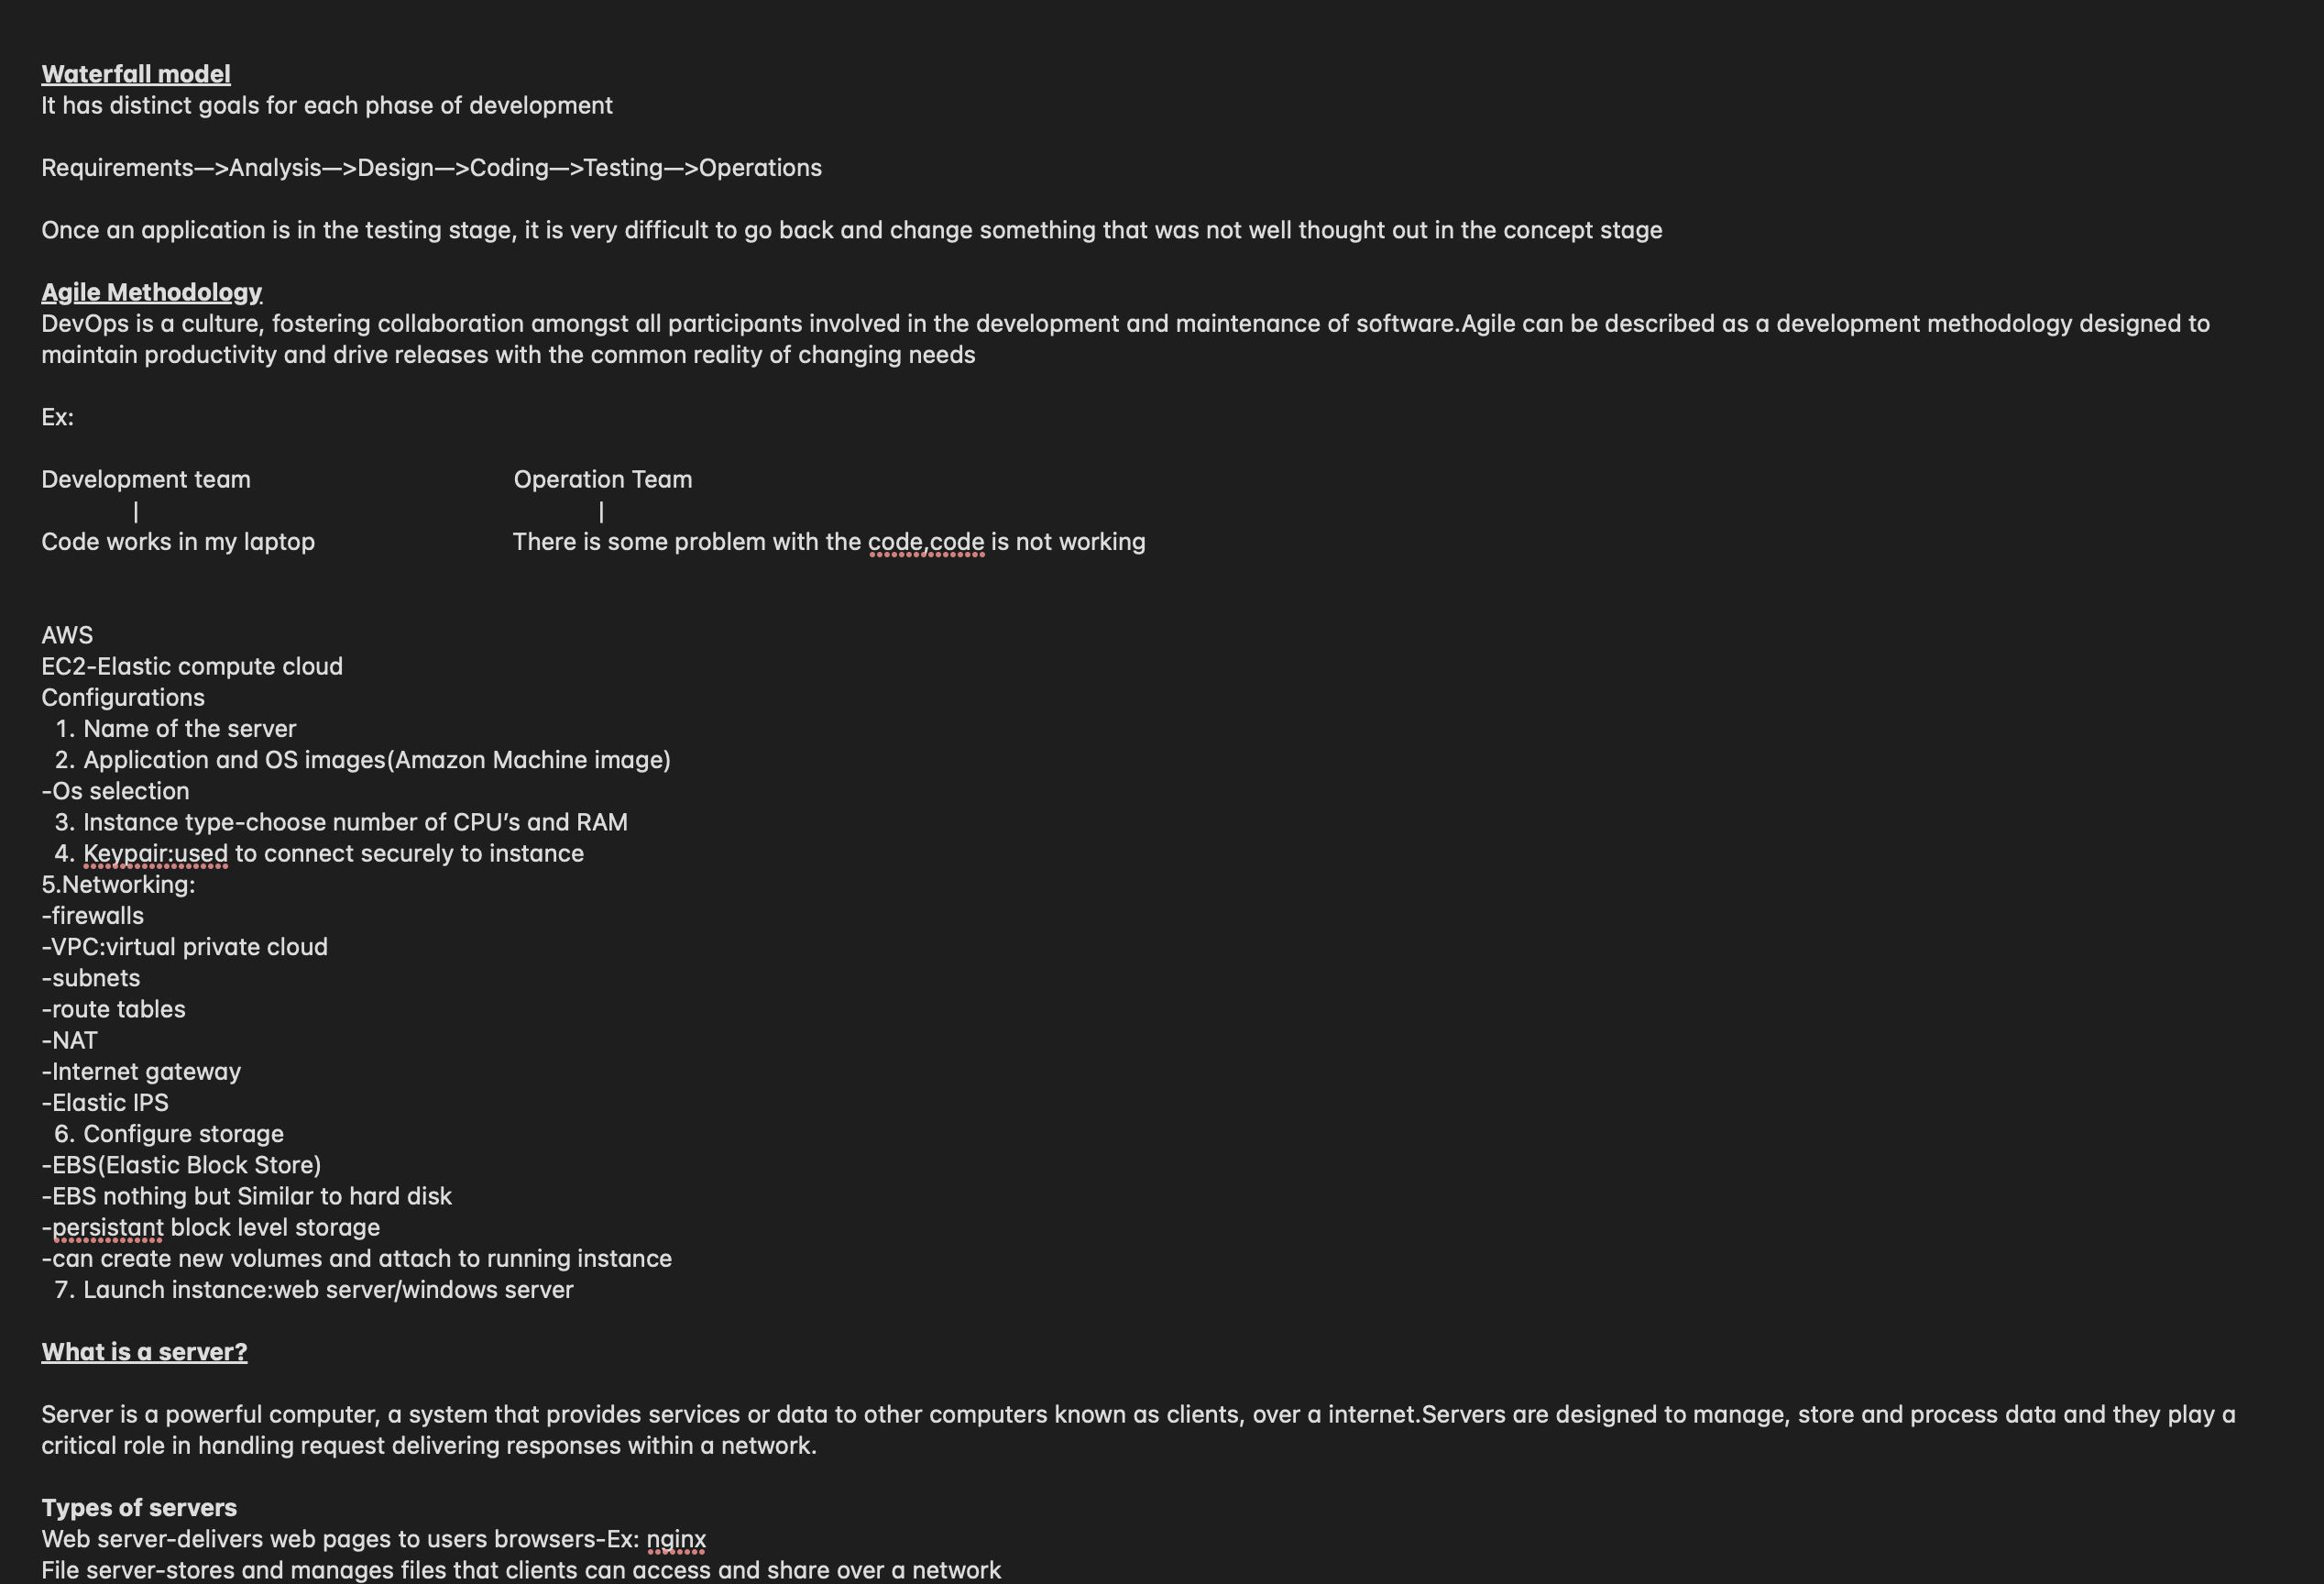 Waterfall model
It has distinct goals for each phase of development
Requirements—>Analysis—>Design—>Coding—>Testing—>Operations
Once an application is in the testing stage, it is very difficult to go back and change something that was not well thought out in the concept stage
Agile Methodology
DevOps is a culture, fostering collaboration amongst all participants involved in the development and maintenance of software.Agile can be described as a development methodology designed to
maintain productivity and drive releases with the common reality of changing needs
Ex:
Development team Operation Team
| |
Code works in my laptop There is some problem with the code,code is not working
AWS
EC2-Elastic compute cloud
Configurations
1. Name of the server
2. Application and OS images(Amazon Machine image)
-Os selection
3. Instance type-choose number of CPU’s and RAM
4. Keypair:used to connect securely to instance
5.Networking:
-firewalls
-VPC:virtual private cloud
-subnets
-route tables
-NAT
-Internet gateway
-Elastic IPS
6. Configure storage
-EBS(Elastic Block Store)
-EBS nothing but Similar to hard disk
-persistant block level storage
-can create new volumes and attach to running instance
7. Launch instance:web server/windows server
What is a server?
Server is a powerful computer, a system that provides services or data to other computers known as clients, over a internet.Servers are designed to manage, store and process data and they play a
critical role in handling request delivering responses within a network.
Types of servers
Web server-delivers web pages to users browsers-Ex: nginx
File server-stores and manages files that clients can access and share over a network